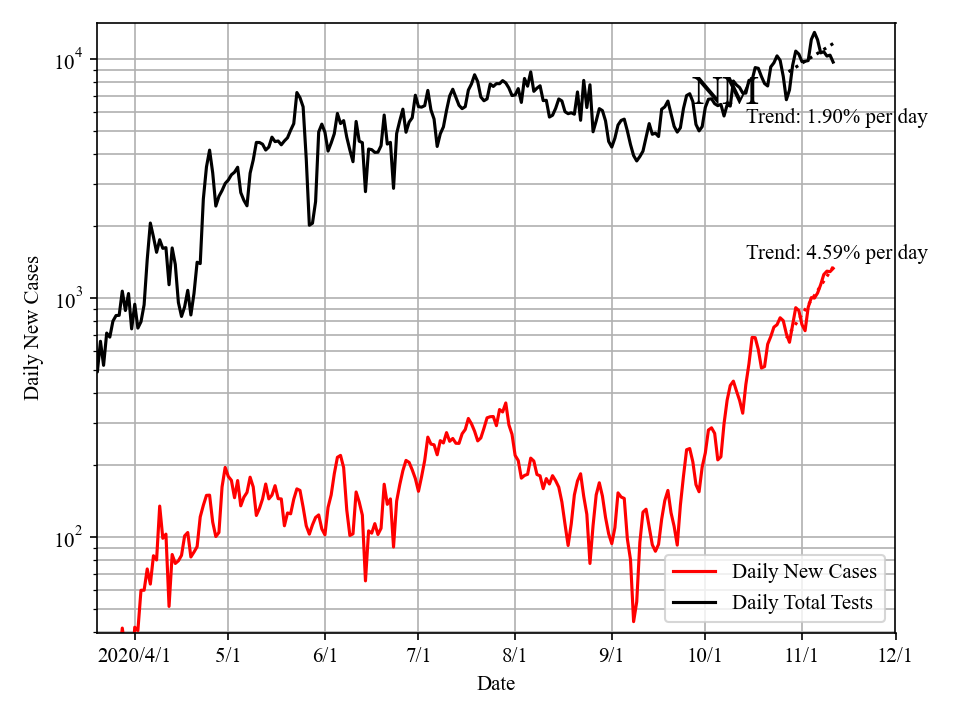 10^4
NM
Trend: 1.90% per day
Trend: 4.59% per day
10^3
Daily New Cases
10^2
Daily New Cases
Daily Total Tests
2020/4/1 5/1 6/1 7/1 8/1 9/1 10/1 11/1 12/1
Date